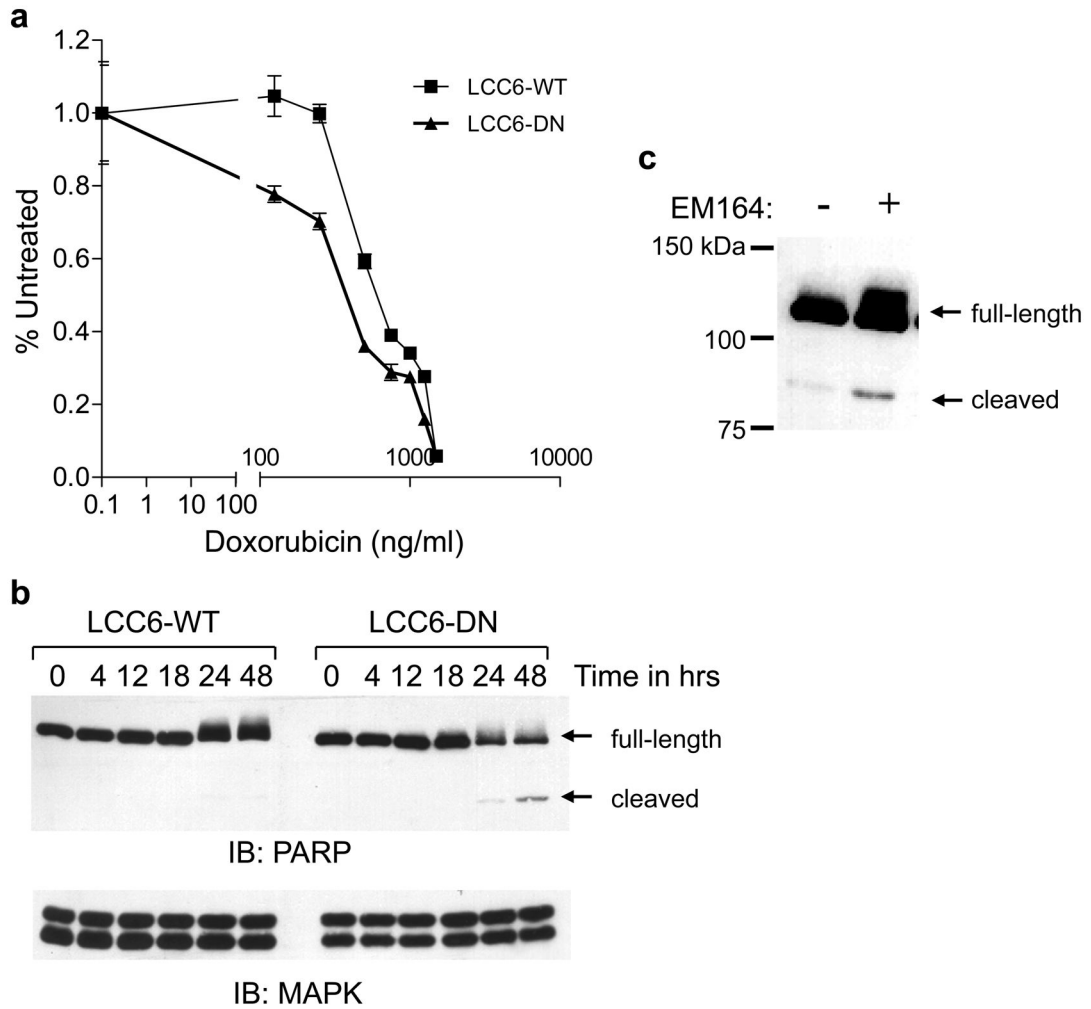 a
1.2
1.0
0.8
0.6
0.4
0.2
0.0
% Untreated
LCC6-WT
LCC6-DN
100 1000 10000
0.1 1 10 100
Doxorubicin (ng/ml)
c
EM164: - +
150 kDa
100
75
full-length
cleaved
b
LCC6-WT LCC6-DN
0 4 12 18 24 48 0 4 12 18 24 48 Time in hrs
full-length
cleaved
IB: PARP
IB: MAPK